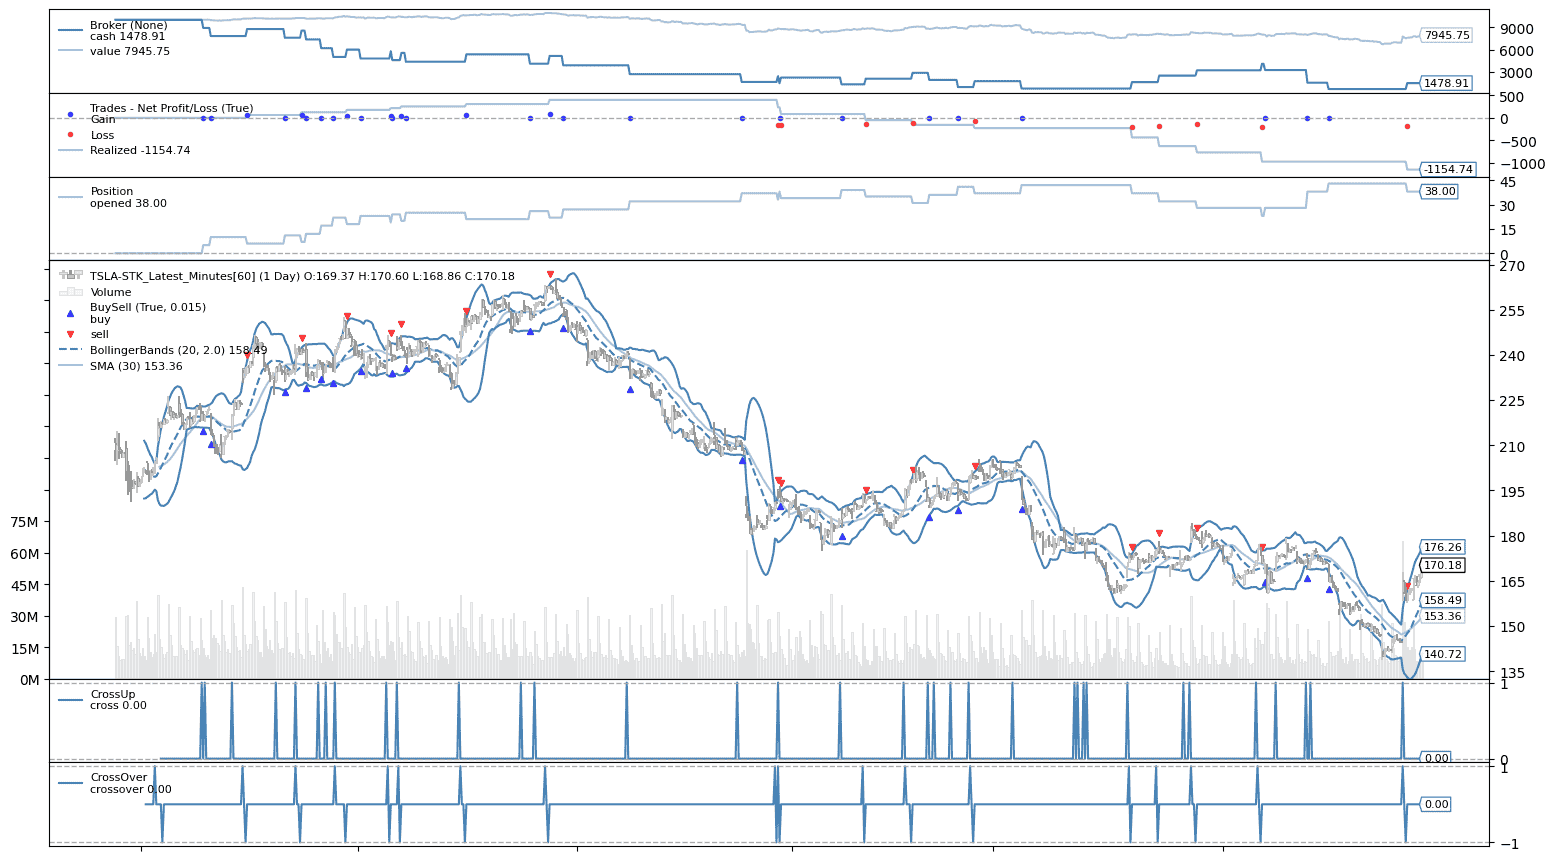 Broker (None)
cash 1478.91
value 7945.75
9000
7945.75
6000
3000
1478.91
Trades - Net Profit/Loss (True)
Gain
Loss
Realized -1154.74
500
0
−500
−1000
-1154.74
Position
opened 38.00
45
38.00
30
15
0
TSLA-STK_Latest_Minutes[60] (1 Day) O:169.37 H:170.60 L:168.86 C:170.18
Volume
BuySell (True, 0.015)
buy
sell
BollingerBands (20, 2.0) 158.49
SMA (30) 153.36
270
255
240
225
210
195
180
165
150
135
176.26
170.18
158.49
153.36
140.72
75M
60M
45M
30M
15M
0M
CrossUp
cross 0.00
1
0
0.00
CrossOver
crossover 0.00
1
0.00
−1